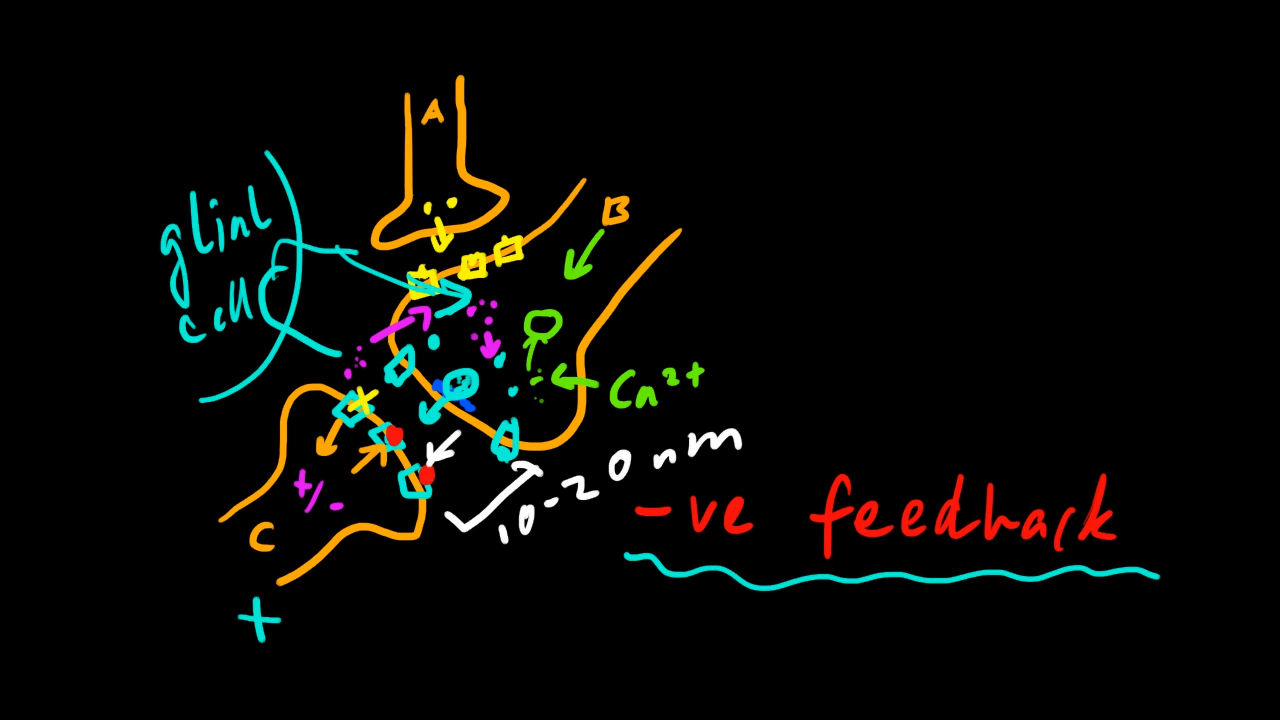 A
B
glial
cell
Ca²⁺
10-20 nm
+/-
C
-ve feedback
+